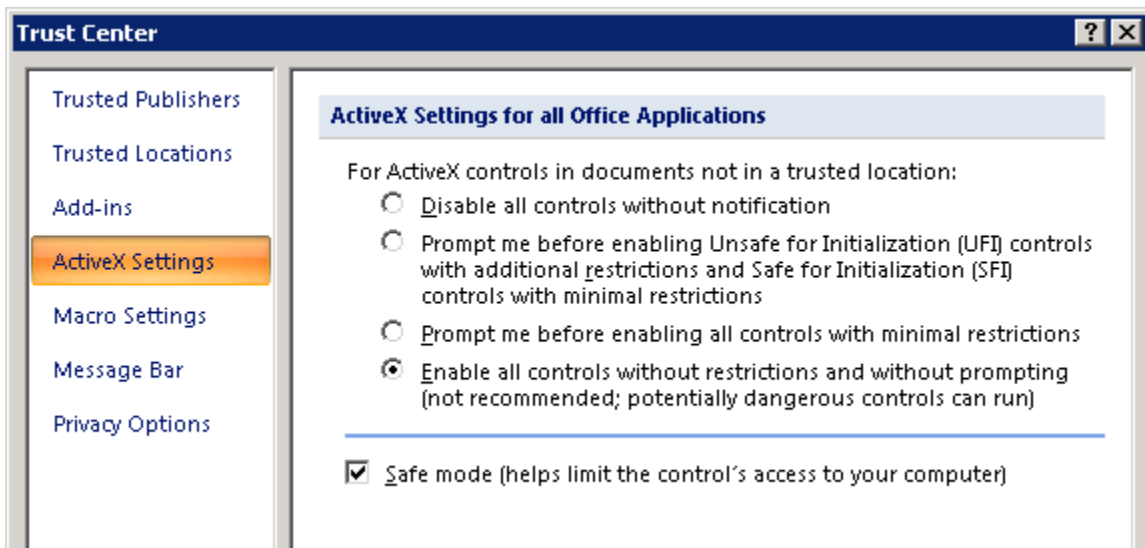 Trust Center
Trusted Publishers
Trusted Locations
Add-ins
ActiveX Settings
Macro Settings
Message Bar
Privacy Options
ActiveX Settings for all Office Applications
For ActiveX controls in documents not in a trusted location:
Disable all controls without notification
Prompt me before enabling Unsafe for Initialization (UFI) controls
with additional restrictions and Safe for Initialization (SFI)
controls with minimal restrictions
Prompt me before enabling all controls with minimal restrictions
Enable all controls without restrictions and without prompting
(not recommended; potentially dangerous controls can run)
Safe mode (helps limit the control's access to your computer)